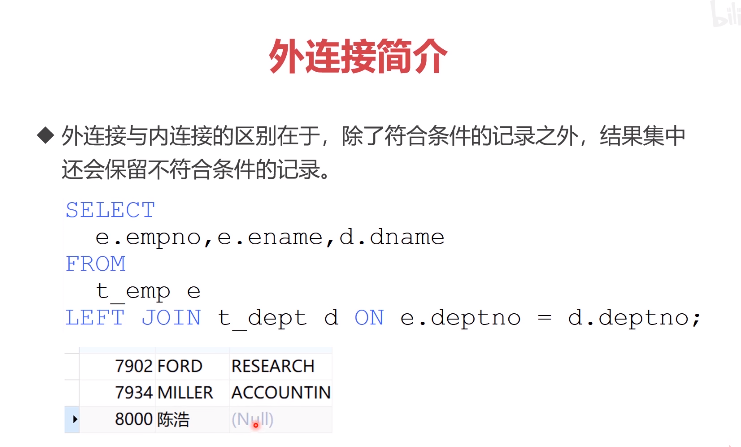 bili
外连接简介
◆ 外连接与内连接的区别在于，除了符合条件的记录之外，结果集中
还会保留不符合条件的记录。
SELECT
e.empno,e.ename,d.dname
FROM
t_emp e
LEFT JOIN t_dept d ON e.deptno = d.deptno;
7902 FORD RESEARCH
7934 MILLER ACCOUNTIN
8000 陈浩 (Null)